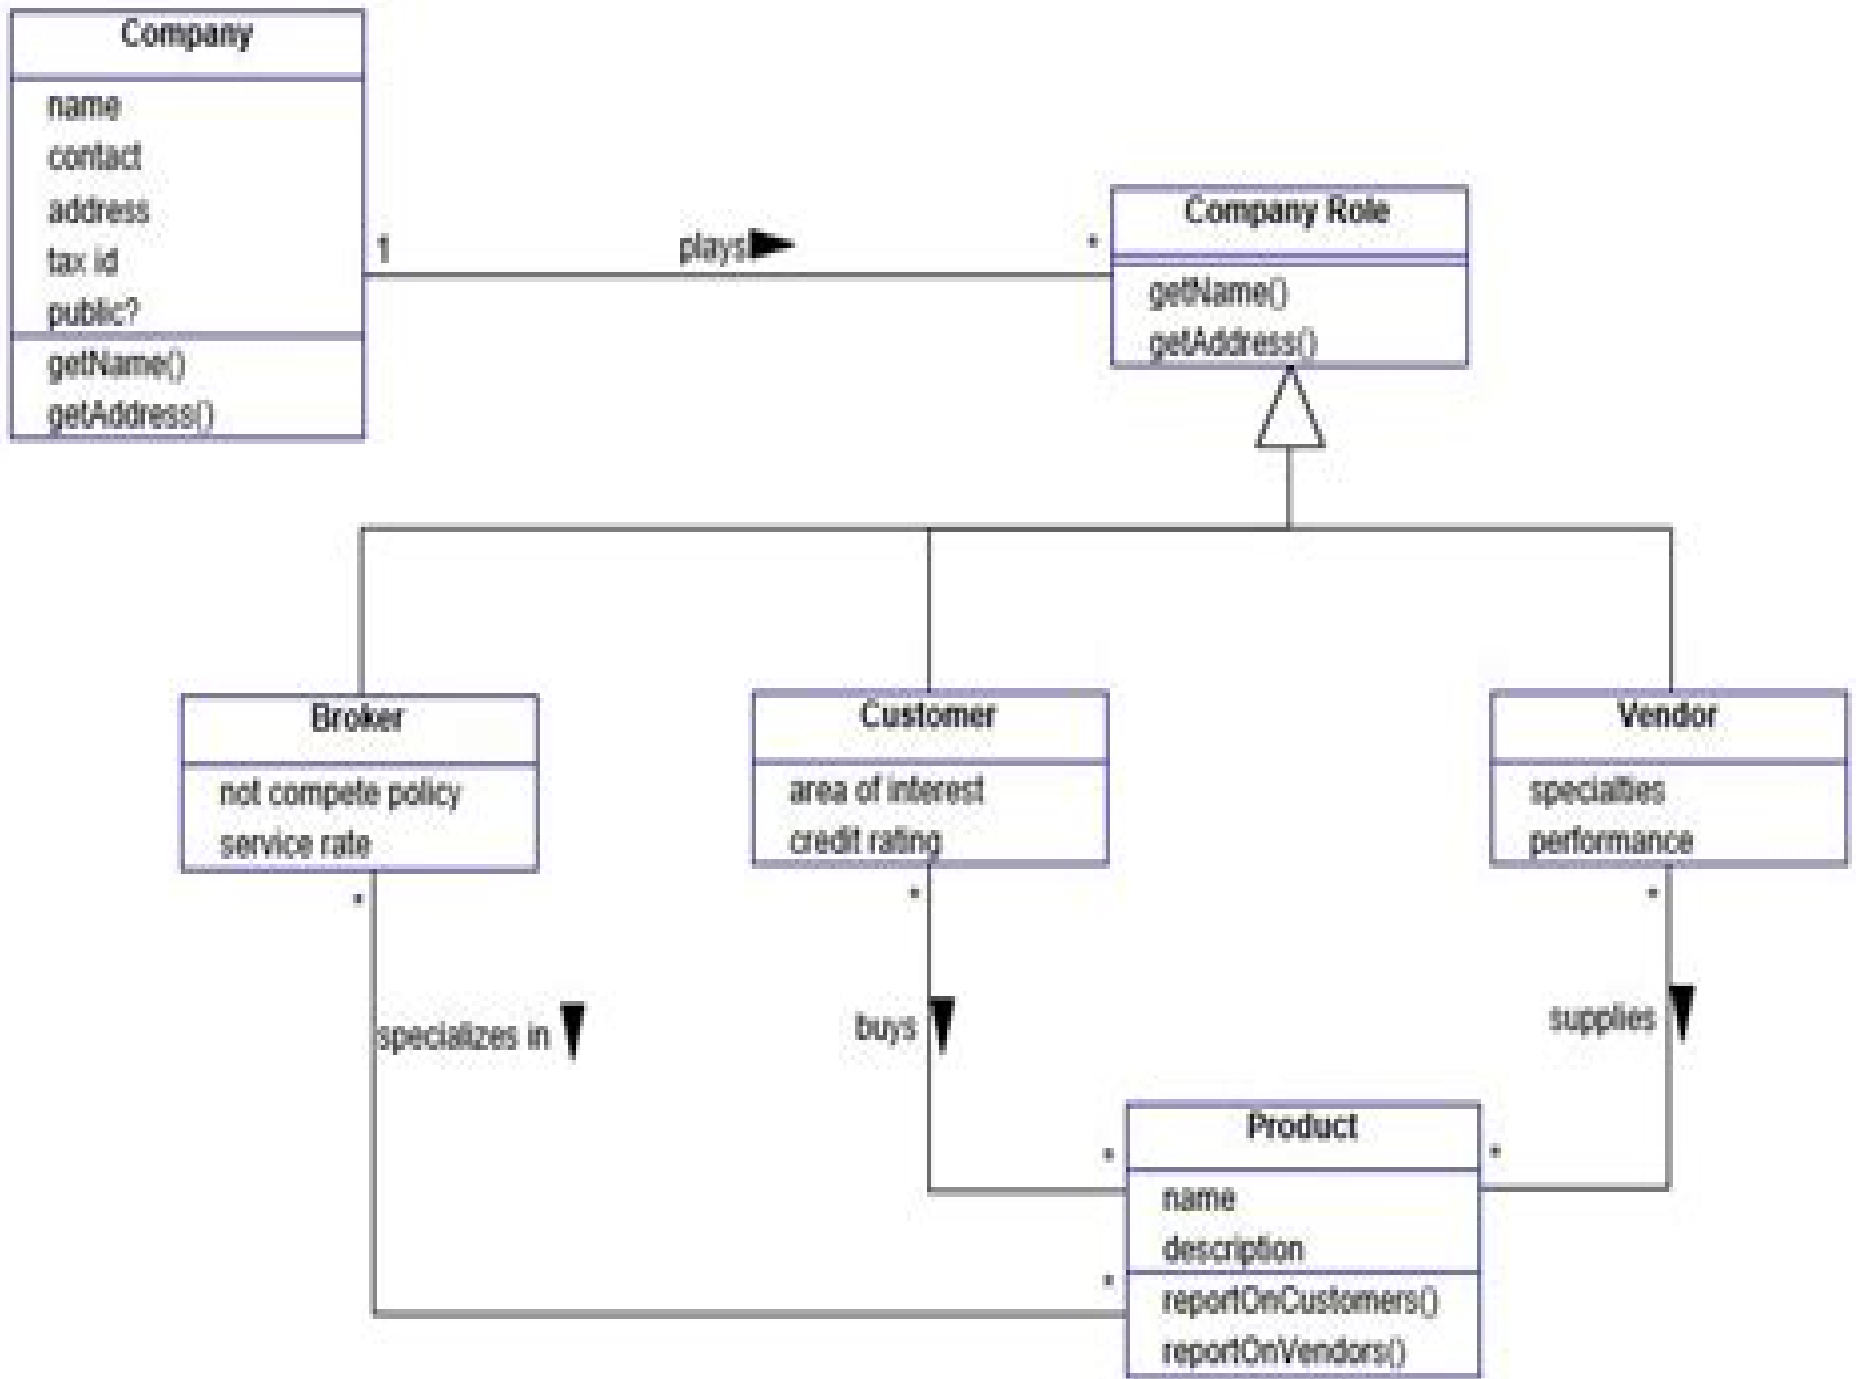 Company
name
contact
address
tax id
public?
getName()
getAddress()
1
plays
*
Company Role
getName()
getAddress()
Broker
not compete policy
service rate
*
Customer
area of interest
credit rating
*
Vendor
specialties
performance
*
specializes in
buys
supplies
*
*
*
Product
name
description
reportOnCustomers()
reportOnVendors()